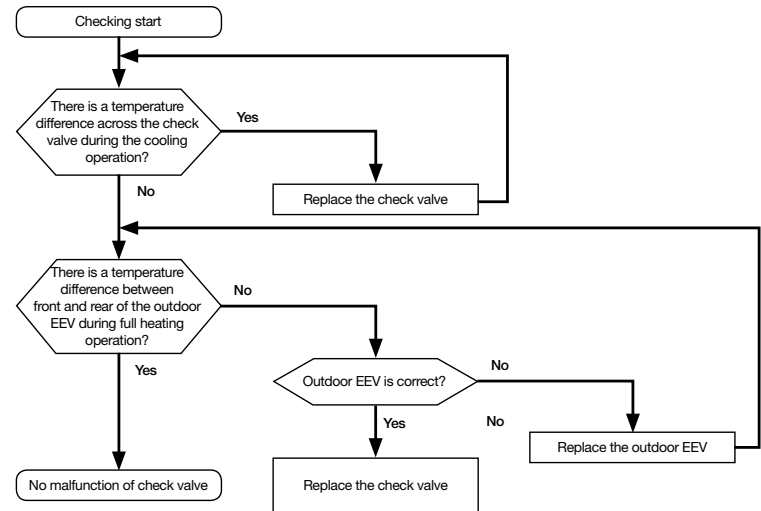 Checking start
There is a temperature
difference across the check
valve during the cooling
operation?
Yes
No
Replace the check valve
There is a temperature
difference between
front and rear of the outdoor
EEV during full heating
operation?
No
Yes
Outdoor EEV is correct?
No
Yes
No
Replace the outdoor EEV
No malfunction of check valve
Replace the check valve